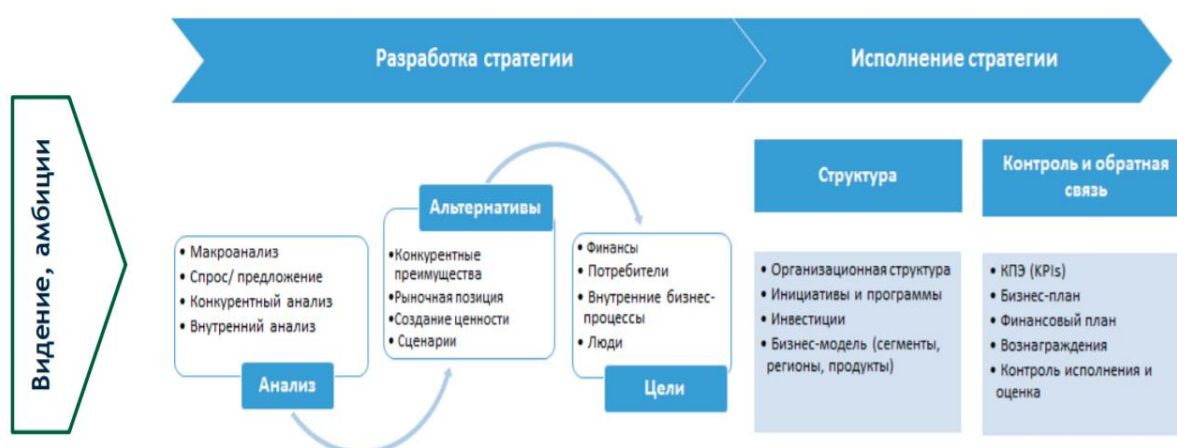 Разработка стратегии
Исполнение стратегии
Видение, амбиции
• Макроанализ
• Спрос/ предложение
• Конкурентный анализ
• Внутренний анализ
Анализ
Альтернативы
•Конкурентные
преимущества
•Рыночная позиция
•Создание ценности
• Сценарии
• Финансы
• Потребители
• Внутренние бизнес-
процессы
• Люди
Цели
Структура
• Организационная структура
• Инициативы и программы
• Инвестиции
• Бизнес-модель (сегменты,
регионы, продукты)
Контроль и обратная
связь
• КПЭ (KPIs)
• Бизнес-план
• Финансовый план
• Вознаграждения
• Контроль исполнения и
оценка